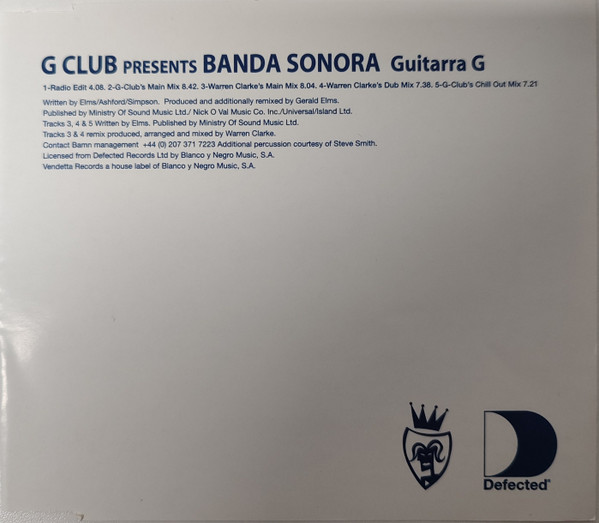 G CLUB PRESENTS BANDA SONORA Guitarra G
1-Radio Edit 4.08. 2-G-Club's Main Mix 8.42. 3-Warren Clarke's Main Mix 8.04. 4-Warren Clarke's Dub Mix 7.38. 5-G-Club's Chill Out Mix 7.21
Written by Elms/Ashford/Simpson. Produced and additionally remixed by Gerald Elms.
Published by Ministry Of Sound Music Ltd./ Nick O Val Music Co. Inc./Universal/Island Ltd.
Tracks 3, 4 & 5 Written by Elms. Published by Ministry Of Sound Music Ltd.
Tracks 3 & 4 remix produced, arranged and mixed by Warren Clarke.
Contact Bamn management +44 (0) 207 371 7223 Additional percussion courtesy of Steve Smith.
Licensed from Defected Records Ltd by Blanco y Negro Music, S.A.
Vendetta Records a house label of Blanco y Negro Music, S.A.
Defected®